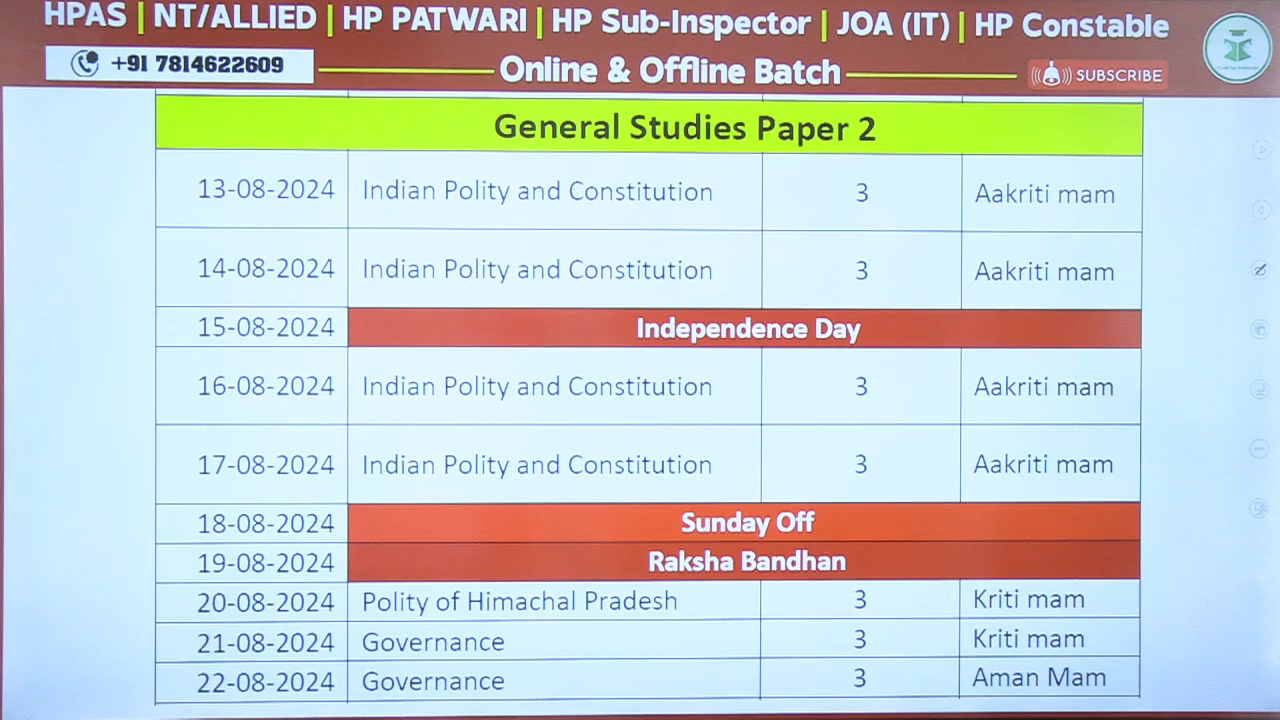 HPAS | NT/ALLIED | HP PATWARI | HP Sub-Inspector | JOA (IT) | HP Constable
+91 7814622609 Online & Offline Batch SUBSCRIBE
General Studies Paper 2
13-08-2024 Indian Polity and Constitution 3 Aakriti mam
14-08-2024 Indian Polity and Constitution 3 Aakriti mam
15-08-2024 Independence Day
16-08-2024 Indian Polity and Constitution 3 Aakriti mam
17-08-2024 Indian Polity and Constitution 3 Aakriti mam
18-08-2024 Sunday Off
19-08-2024 Raksha Bandhan
20-08-2024 Polity of Himachal Pradesh 3 Kriti mam
21-08-2024 Governance 3 Kriti mam
22-08-2024 Governance 3 Aman Mam